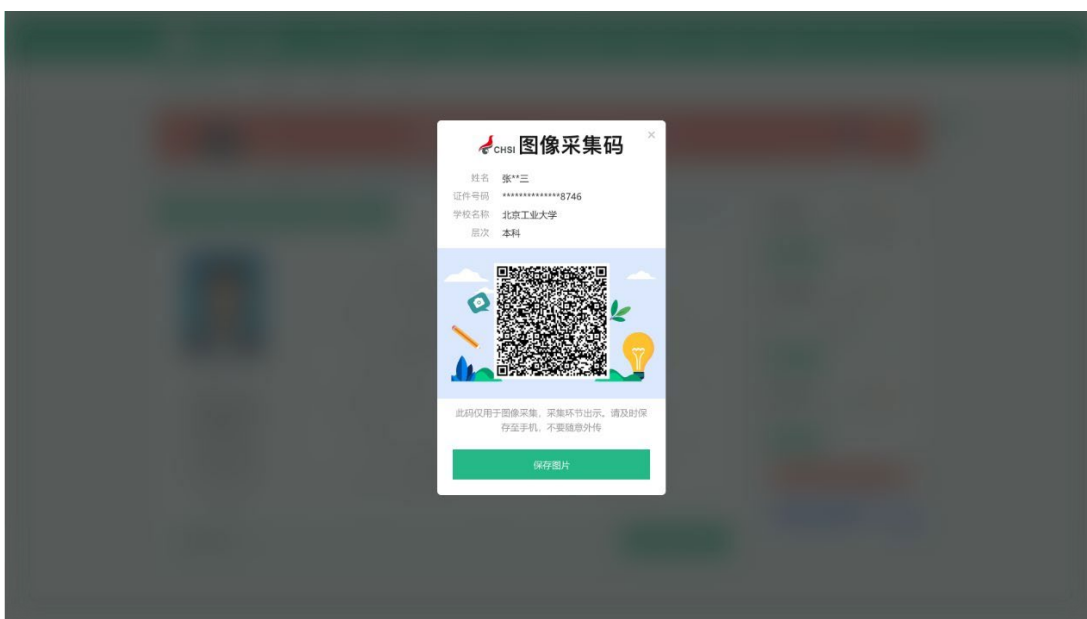 CHSI 图像采集码
×
姓名 张**三
证件号码 **************8746
学校名称 北京工业大学
层次 本科
此码仅用于图像采集、采集环节出示。请及时保
存至手机，不要随意外传
保存图片